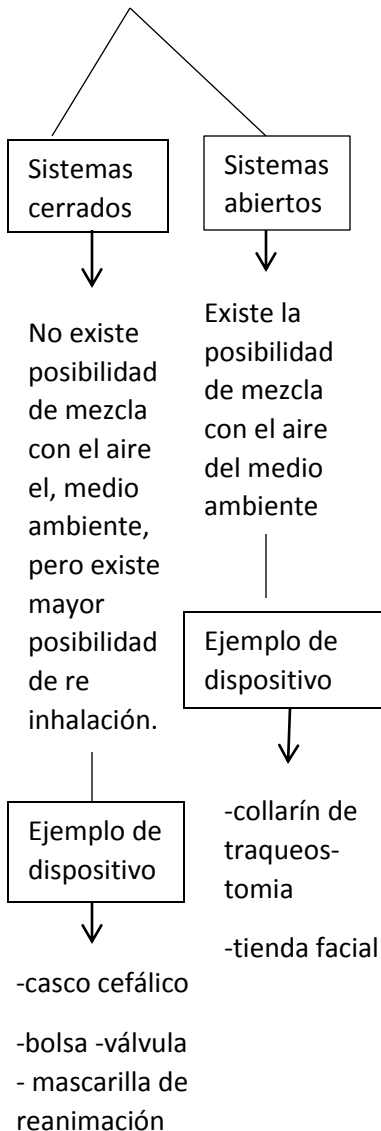 Sistemas
cerrados
No existe
posibilidad
de mezcla
con el aire
el, medio
ambiente,
pero existe
mayor
posibilidad
de re
inhalación.
Ejemplo de
dispositivo
-casco cefálico
-bolsa -válvula
- mascarilla de
reanimación
Sistemas
abiertos
Existe la
posibilidad
de mezcla
con el aire
del medio
ambiente
Ejemplo de
dispositivo
-collarín de
traqueos-
tomia
-tienda facial